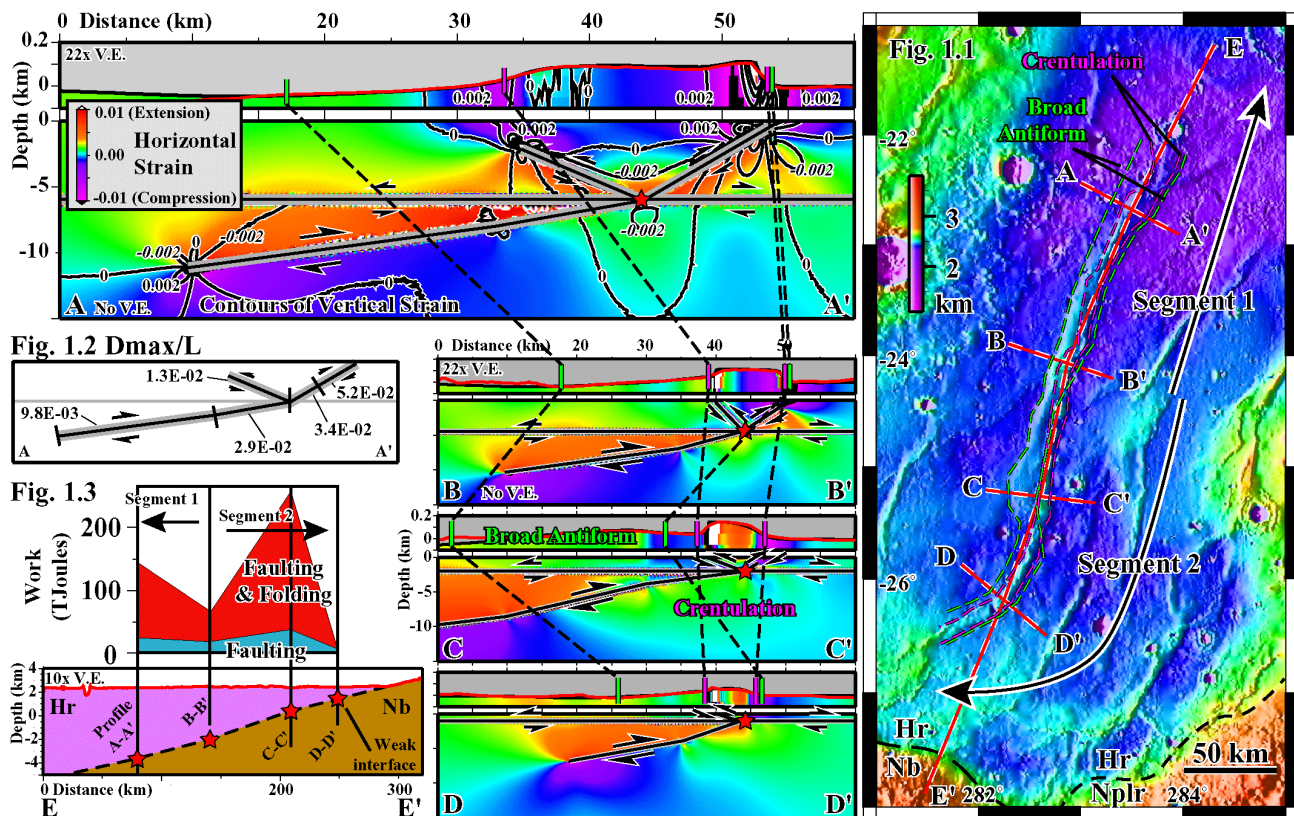 0 Distance (km) 20 30 40 50
0.2
0
22x V.E.
Depth (km)
0.002
0
0.002
0.002
0
-5
-10
0.01 (Extension)
Horizontal
0.00
Strain
-0.01 (Compression)
0
0.002
0
0.002
0
-0.002
-0.002
-0.002
0
-0.002
-0.002
0
0.002
0
-0.002
0
0
A
No V.E.
Contours of Vertical Strain
A'
Fig. 1.2 Dmax/L
1.3E-02
5.2E-02
9.8E-03
3.4E-02
2.9E-02
A
A'
Fig. 1.3
Segment 1
Segment 2
200
100
0
Work
(TJoules)
Faulting
& Folding
Faulting
10x V.E.
Depth (km)
4
2
0
-2
-4
Hr
Nb
Profile
A-A'
B-B'
C-C'
D-D'
Weak
interface
0 Distance (km)
200
300
E
E'
0 Distance (km) 20 30 40 50
22x V.E.
B
No V.E.
B'
0.2
0
Broad Antiform
Depth (km)
0
-5
-10
Crentulation
C
C'
D
D'
Fig. 1.1
E
Crentulation
Broad
Antiform
-22°
A
A'
3
2
km
Segment 1
B
B'
-24°
C
C'
Segment 2
D
D'
-26°
Hr
Nb
Hr
Nplr
50 km
E'
282°
284°